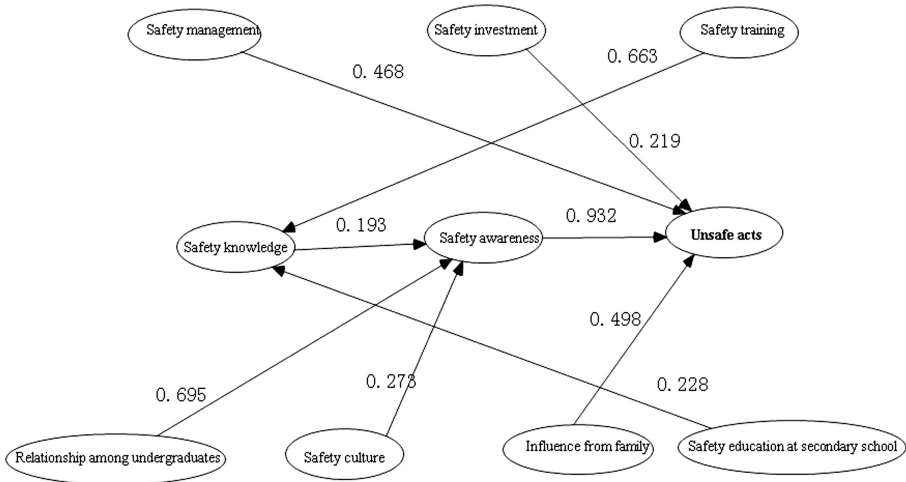 Safety management
Safety investment
Safety training
0.468
0.663
0.219
Safety knowledge
0.193
Safety awareness
0.932
Unsafe acts
0.498
0.695
0.273
0.228
Relationship among undergraduates
Safety culture
Influence from family
Safety education at secondary school